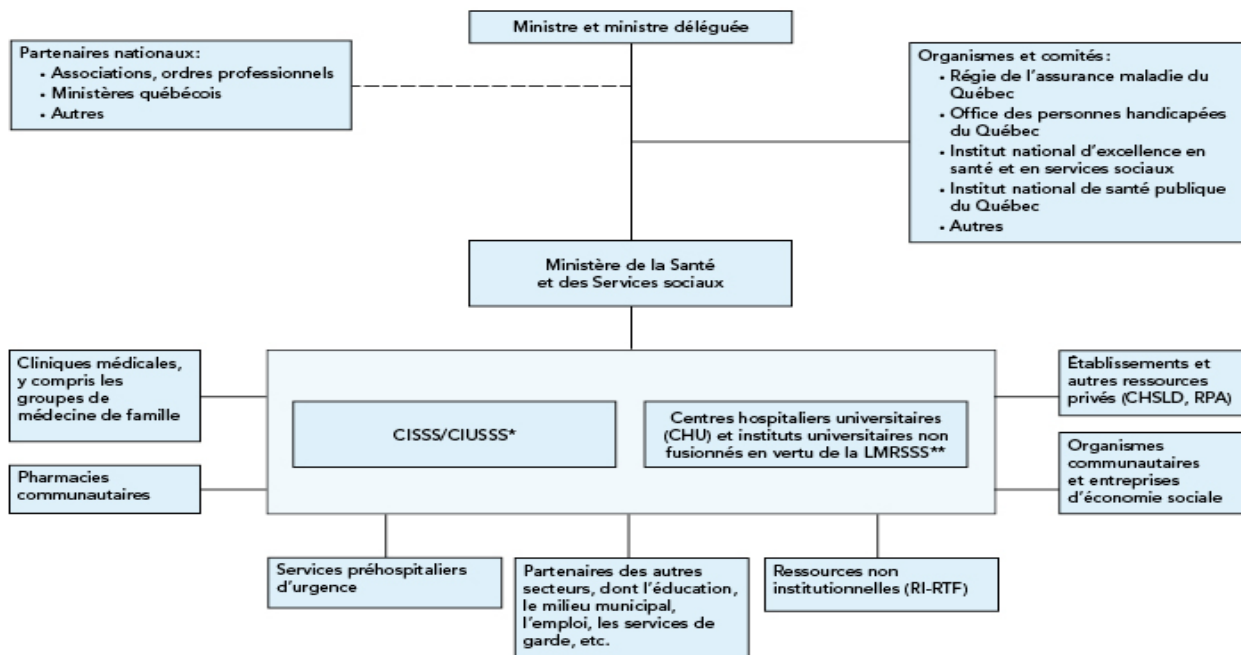 Ministre et ministre déléguée
Partenaires nationaux:
• Associations, ordres professionnels
• Ministères québécois
• Autres
Organismes et comités:
• Régie de l'assurance maladie du
Québec
• Office des personnes handicapées
du Québec
• Institut national d'excellence en
santé et en services sociaux
• Institut national de santé publique
du Québec
• Autres
Ministère de la Santé
et des Services sociaux
Cliniques médicales,
y compris les
groupes de
médecine de famille
CISSS/CIUSSS*
Centres hospitaliers universitaires
(CHU) et instituts universitaires non
fusionnés en vertu de la LMRSSS**
Établissements et
autres ressources
privés (CHSLD, RPA)
Pharmacies
communautaires
Organismes
communautaires
et entreprises
d'économie sociale
Services préhospitaliers
d'urgence
Partenaires des autres
secteurs, dont l'éducation,
le milieu municipal,
l'emploi, les services de
garde, etc.
Ressources non
institutionnelles (RI-RTF)